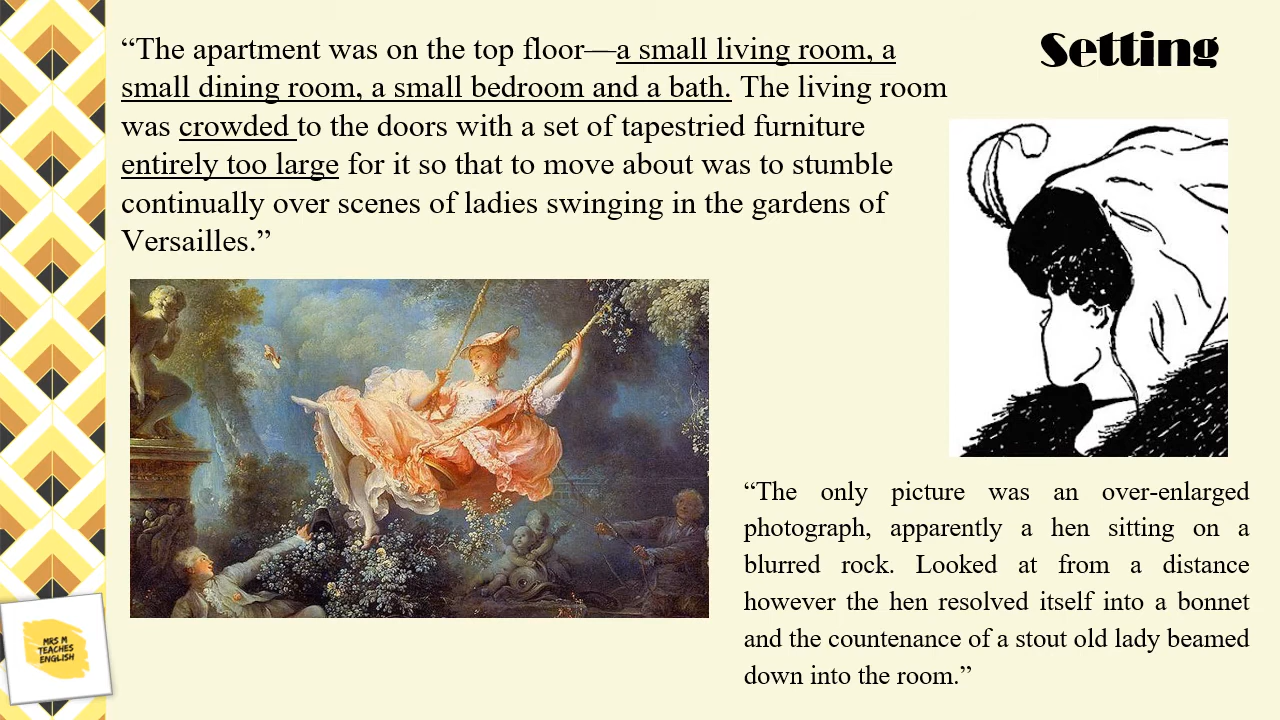 Setting
“The apartment was on the top floor—a small living room, a
small dining room, a small bedroom and a bath. The living room
was crowded to the doors with a set of tapestried furniture
entirely too large for it so that to move about was to stumble
continually over scenes of ladies swinging in the gardens of
Versailles.”
“The only picture was an over-enlarged
photograph, apparently a hen sitting on a
blurred rock. Looked at from a distance
however the hen resolved itself into a bonnet
and the countenance of a stout old lady beamed
down into the room.”
MRS M
TEACHES
ENGLISH